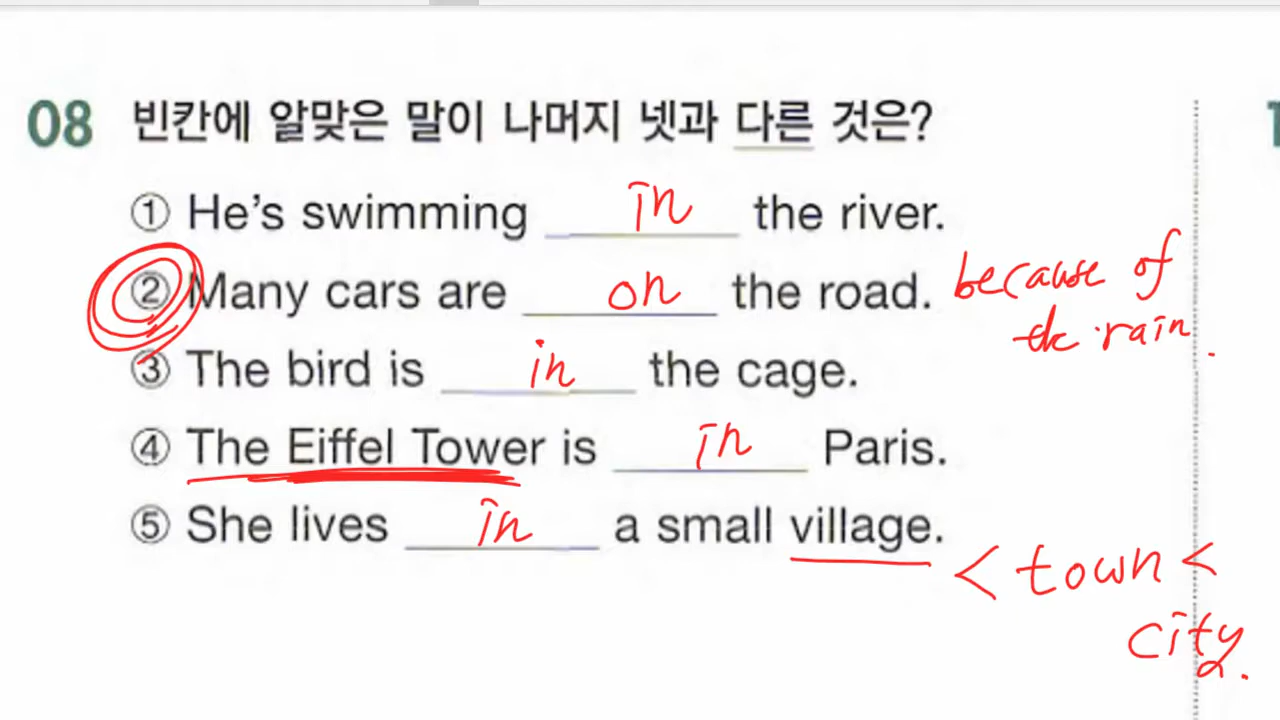 08 빈칸에 알맞은 말이 나머지 넷과 다른 것은?
① He's swimming in the river.
② Many cars are on the road. because of
the rain.
③ The bird is in the cage.
④ The Eiffel Tower is in Paris.
⑤ She lives in a small village.
< town <
city